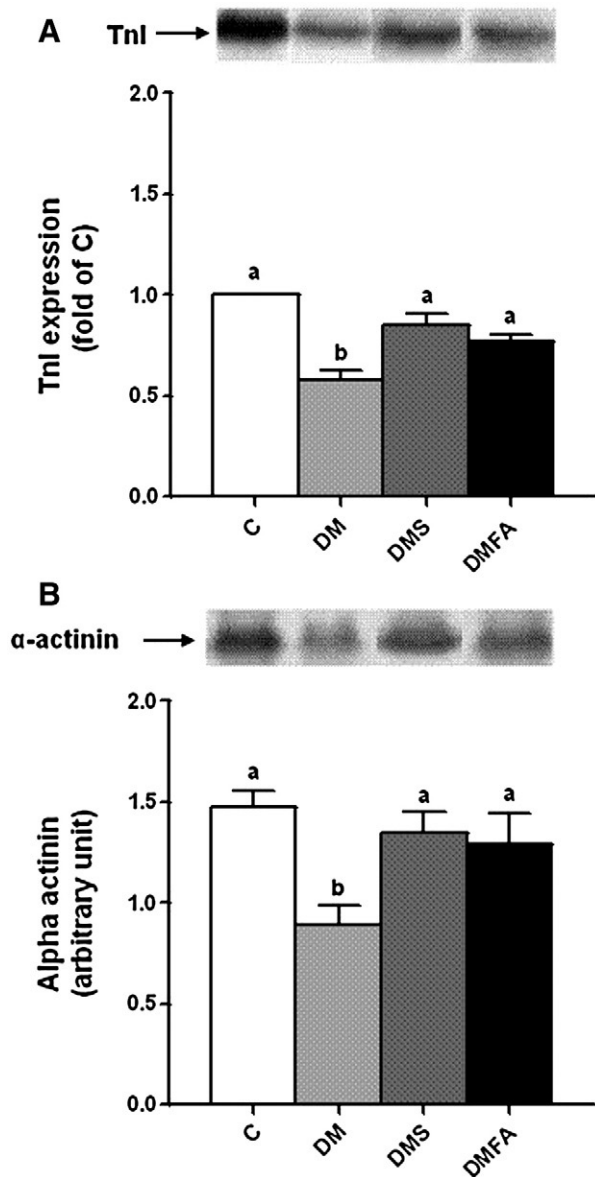 A
TnI
2.0
1.5
1.0
0.5
0.0
TnI expression
(fold of C)
a
b
a
a
C
DM
DMS
DMFA
B
α-actinin
2.0
1.5
1.0
0.5
0.0
Alpha actinin
(arbitrary unit)
a
b
a
a
C
DM
DMS
DMFA